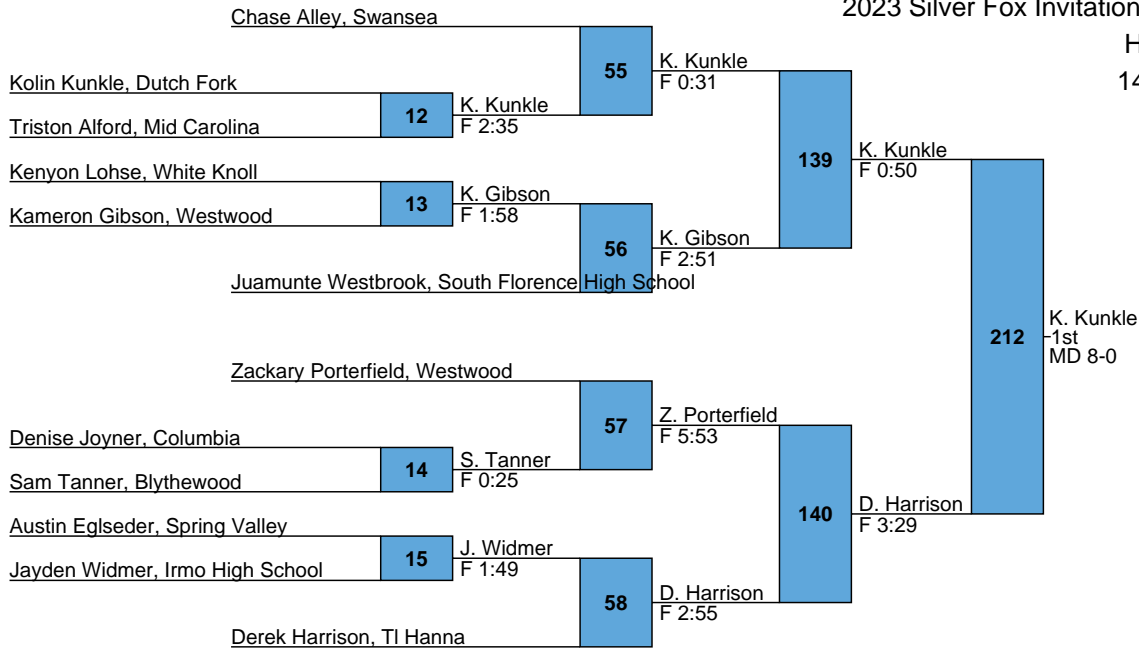 2023 Silver Fox Invitation
H
14
Chase Alley, Swansea
55
K. Kunkle
F 0:31
Kolin Kunkle, Dutch Fork
12
K. Kunkle
F 2:35
Triston Alford, Mid Carolina
139
K. Kunkle
F 0:50
Kenyon Lohse, White Knoll
13
K. Gibson
F 1:58
Kameron Gibson, Westwood
56
K. Gibson
F 2:51
Juamunte Westbrook, South Florence High School
212
K. Kunkle
1st
MD 8-0
Zackary Porterfield, Westwood
57
Z. Porterfield
F 5:53
Denise Joyner, Columbia
14
S. Tanner
F 0:25
Sam Tanner, Blythewood
140
D. Harrison
F 3:29
Austin Eglseder, Spring Valley
15
J. Widmer
F 1:49
Jayden Widmer, Irmo High School
58
D. Harrison
F 2:55
Derek Harrison, Tl Hanna